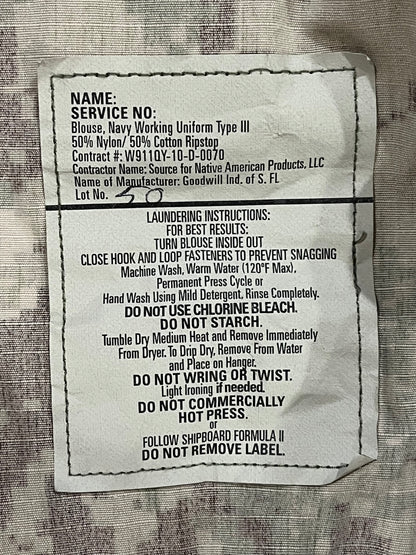 NAME:
SERVICE NO:
Blouse, Navy Working Uniform Type III
50% Nylon/ 50% Cotton Ripstop
Contract #: W911QY-10-D-0070
Contractor Name: Source for Native American Products, LLC
Name of Manufacturer: Goodwill Ind. of S. FL
Lot No. 50
LAUNDERING INSTRUCTIONS:
FOR BEST RESULTS:
TURN BLOUSE INSIDE OUT
CLOSE HOOK AND LOOP FASTENERS TO PREVENT SNAGGING
Machine Wash, Warm Water (120°F Max),
Permanent Press Cycle or
Hand Wash Using Mild Detergent, Rinse Completely.
DO NOT USE CHLORINE BLEACH.
DO NOT STARCH.
Tumble Dry Medium Heat and Remove Immediately
From Dryer. To Drip Dry, Remove From Water
and Place on Hanger.
DO NOT WRING OR TWIST.
Light Ironing if needed.
DO NOT COMMERCIALLY
HOT PRESS.
or
FOLLOW SHIPBOARD FORMULA II
DO NOT REMOVE LABEL.